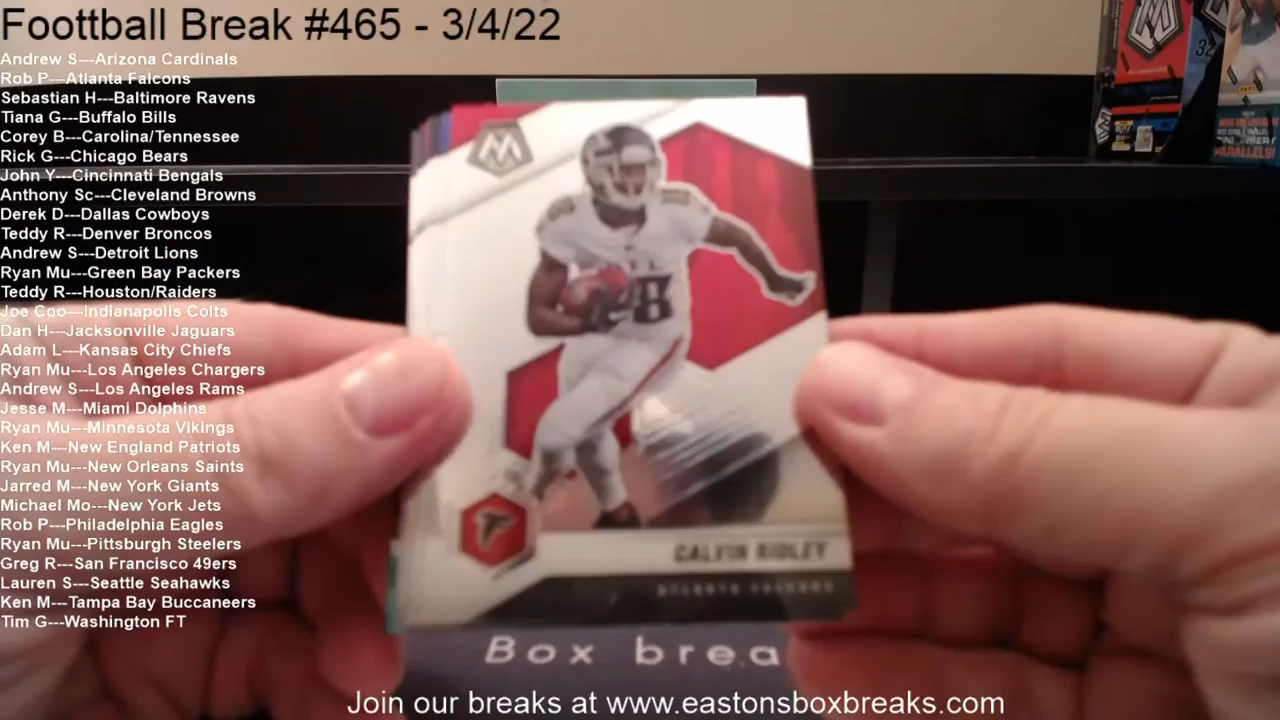 Foottball Break #465 - 3/4/22
Andrew S---Arizona Cardinals
Rob P---Atlanta Falcons
Sebastian H---Baltimore Ravens
Tiana G---Buffalo Bills
Corey B---Carolina/Tennessee
Rick G---Chicago Bears
John Y---Cincinnati Bengals
Anthony Sc---Cleveland Browns
Derek D---Dallas Cowboys
Teddy R---Denver Broncos
Andrew S---Detroit Lions
Ryan Mu---Green Bay Packers
Teddy R---Houston/Raiders
Joe Coo---Indianapolis Colts
Dan H---Jacksonville Jaguars
Adam L---Kansas City Chiefs
Ryan Mu---Los Angeles Chargers
Andrew S---Los Angeles Rams
Jesse M---Miami Dolphins
Ryan Mu---Minnesota Vikings
Ken M---New England Patriots
Ryan Mu---New Orleans Saints
Jarred M---New York Giants
Michael Mo---New York Jets
Rob P---Philadelphia Eagles
Ryan Mu---Pittsburgh Steelers
Greg R---San Francisco 49ers
Lauren S---Seattle Seahawks
Ken M---Tampa Bay Buccaneers
Tim G---Washington FT
M
18
CALVIN RIDLEY
ATLANTA FALCONS
Box brea
Join our breaks at www.eastonsboxbreaks.com